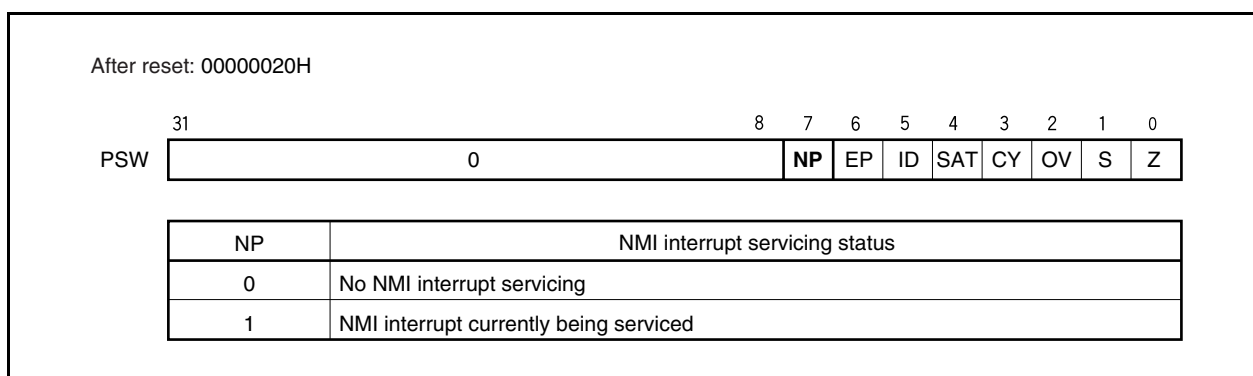 After reset: 00000020H
31 8 7 6 5 4 3 2 1 0
PSW 0 NP EP ID SAT CY OV S Z
NP NMI interrupt servicing status
0 No NMI interrupt servicing
1 NMI interrupt currently being serviced